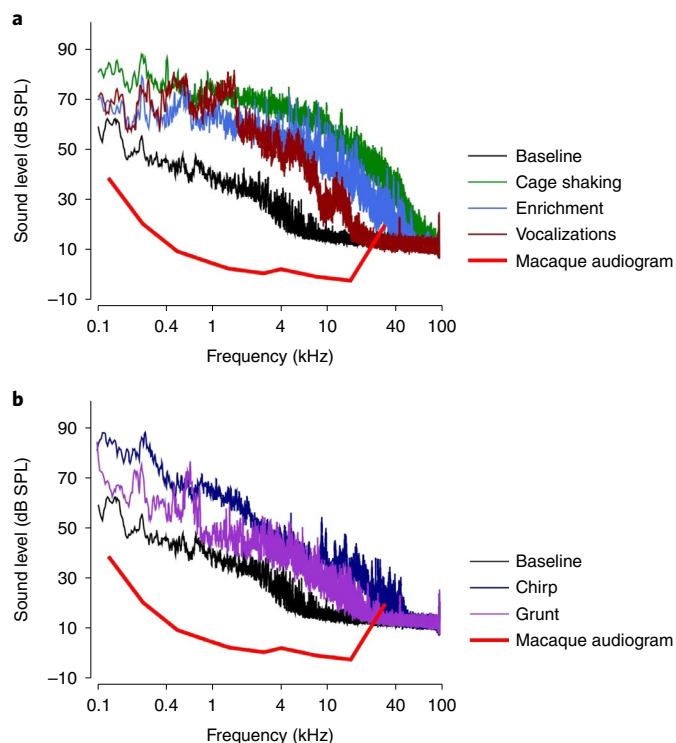 a
Sound level (dB SPL)
90
70
50
30
10
–10
0.1 0.4 1 4 10 40 100
Frequency (kHz)
Baseline
Cage shaking
Enrichment
Vocalizations
Macaque audiogram
b
Sound level (dB SPL)
90
70
50
30
10
–10
0.1 0.4 1 4 10 40 100
Frequency (kHz)
Baseline
Chirp
Grunt
Macaque audiogram